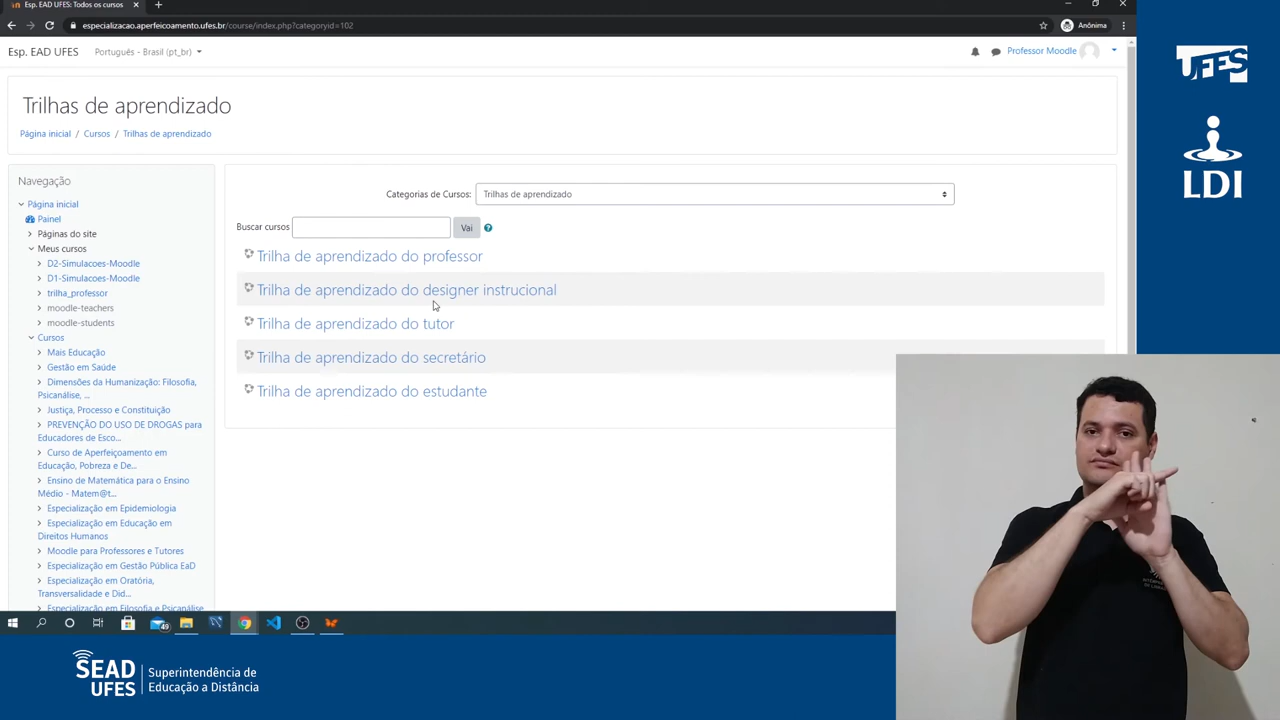 Esp. EAD UFES: Todos os cursos
especializacao.aperfeicoamento.ufes.br/course/index.php?categoryid=102
Anônima
Esp. EAD UFES
Português - Brasil (pt_br)
Professor Moodle
UFES
Trilhas de aprendizado
Página inicial / Cursos / Trilhas de aprendizado
LDI
Navegação
Página inicial
Painel
Páginas do site
Meus cursos
D2-Simulacoes-Moodle
D1-Simulacoes-Moodle
trilha_professor
moodle-teachers
moodle-students
Cursos
Mais Educação
Gestão em Saúde
Dimensões da Humanização: Filosofia,
Psicanálise, ...
Justiça, Processo e Constituição
PREVENÇÃO DO USO DE DROGAS para
Educadores de Esco...
Curso de Aperfeiçoamento em
Educação, Pobreza e De...
Ensino de Matemática para o Ensino
Médio - Matem@t...
Especialização em Epidemiologia
Especialização em Educação em
Direitos Humanos
Moodle para Professores e Tutores
Especialização em Gestão Pública EaD
Especialização em Oratória,
Transversalidade e Did...
Especialização em Filosofia e Psicanálise
Categorias de Cursos: Trilhas de aprendizado
Buscar cursos Vai
Trilha de aprendizado do professor
Trilha de aprendizado do designer instrucional
Trilha de aprendizado do tutor
Trilha de aprendizado do secretário
Trilha de aprendizado do estudante
49
SEAD
UFES
Superintendência de
Educação a Distância